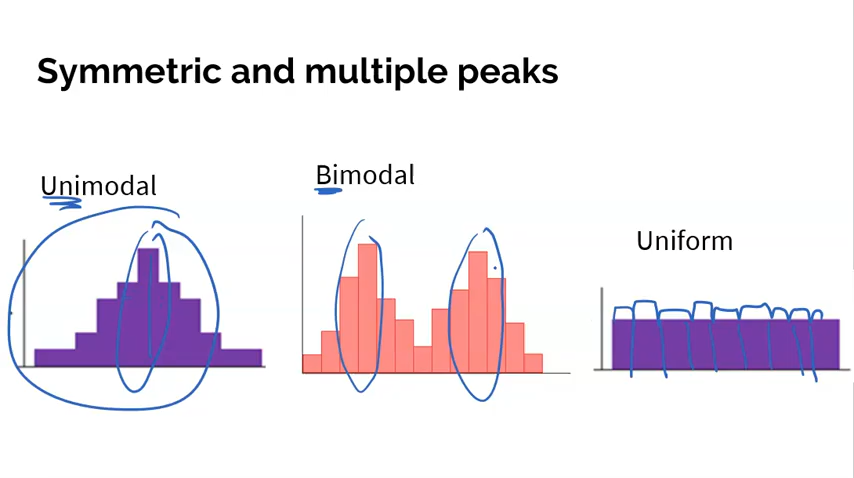 Symmetric and multiple peaks
Unimodal
Bimodal
Uniform